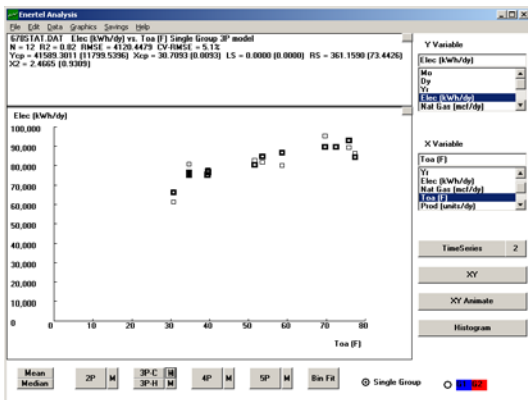 Enertel Analysis
File Edit Data Graphics Savings Help
678STAT.DAT Elec (kWh/dy) vs. Toa (F) Single Group 3P model
N = 12 R2 = 0.82 RMSE = 4120.4479 CV-RMSE = 5.1%
Ycp = 41589.3011 (11799.5396) Xcp = 30.7093 (0.0093) LS = 0.0000 (0.0000) RS = 361.1590 (73.4426)
X2 = 2.4665 (0.9309)
Elec (kWh/dy)
100,000
90,000
80,000
70,000
60,000
50,000
40,000
30,000
20,000
10,000
0
0 10 20 30 40 50 60 70 80
Toa (F)
Y Variable
Elec (kWh/dy)
Mo
Dy
Yr
Elec (kWh/dy)
Nat Gas (mcf/dy)
X Variable
Toa (F)
Yr
Elec (kWh/dy)
Nat Gas (mcf/dy)
Toa (F)
Prod (units/dy)
TimeSeries 2
XY
XY Animate
Histogram
Mean
Median
2P M
3P-C M
3P-H M
4P M
5P M
Bin Fit
Single Group
G1 G2